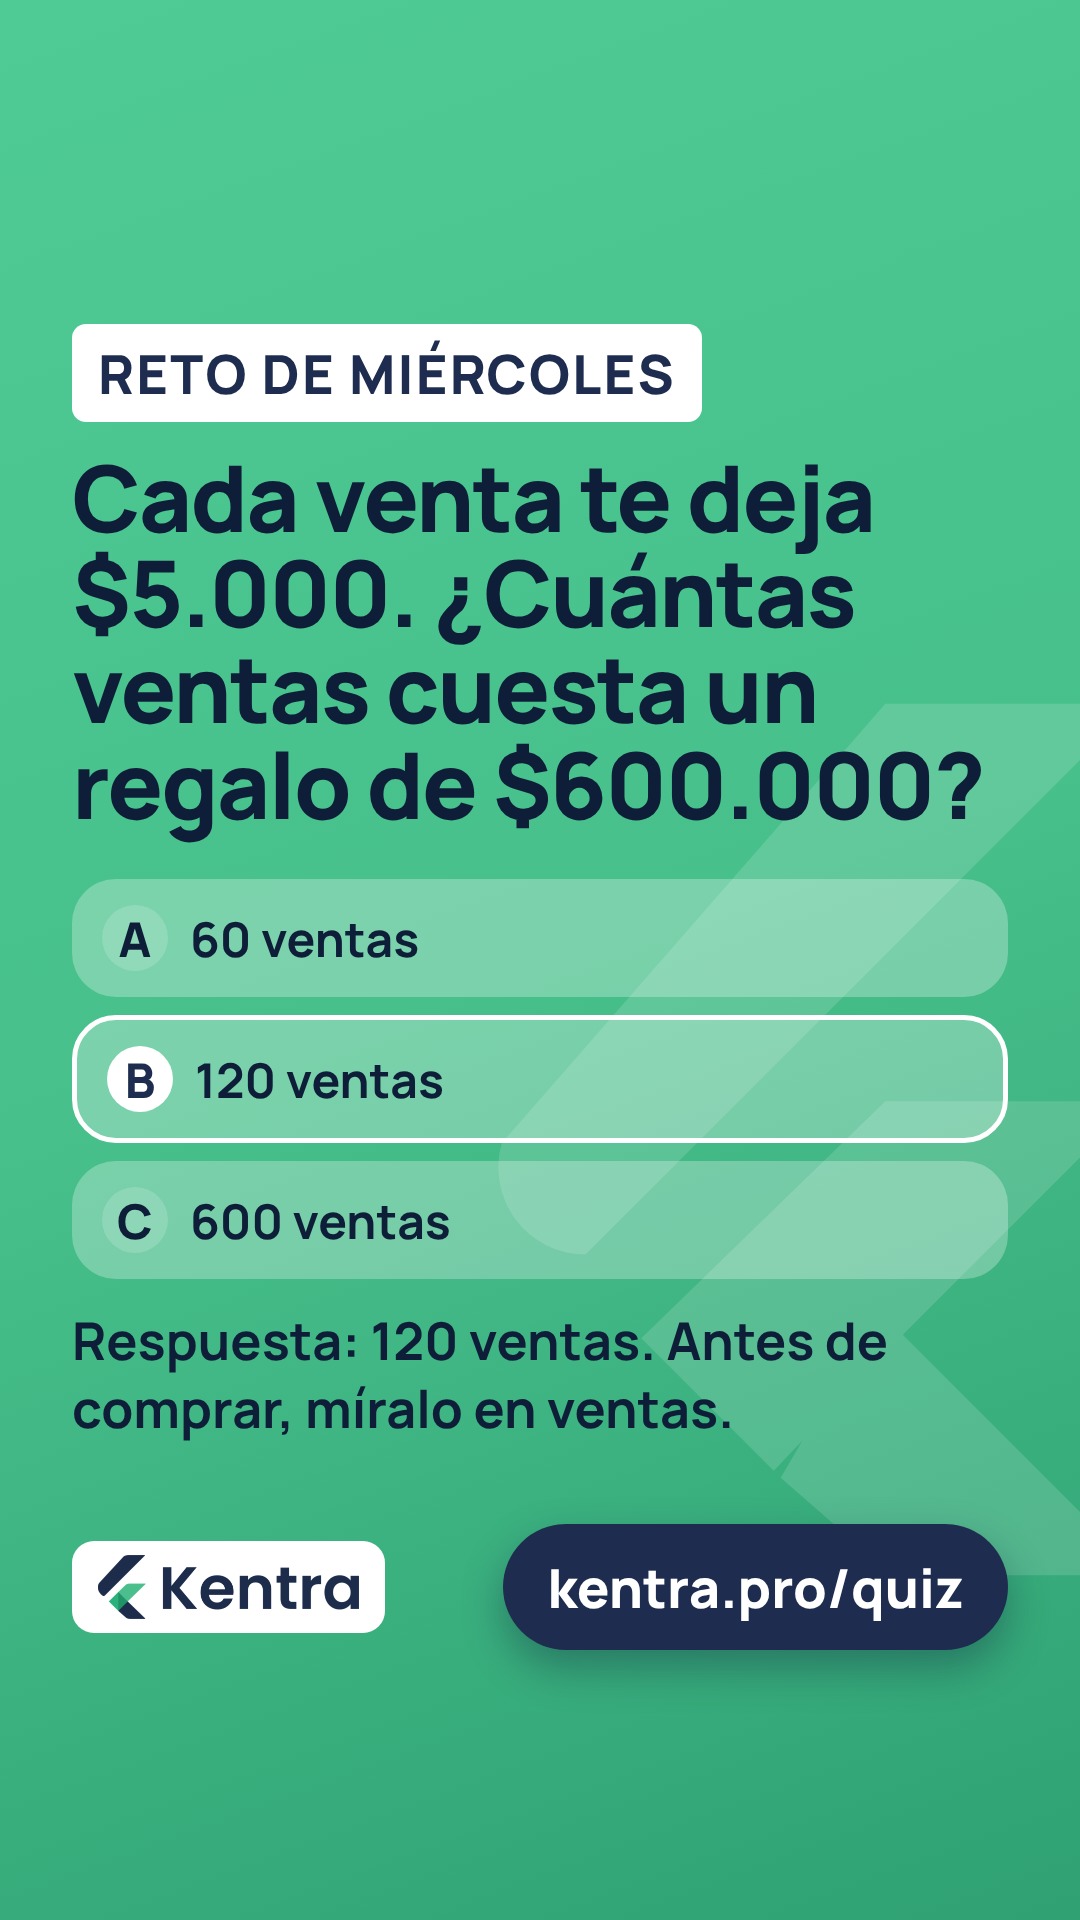 RETO DE MIÉRCOLES
Cada venta te deja
$5.000. ¿Cuántas
ventas cuesta un
regalo de $600.000?
A 60 ventas
B 120 ventas
C 600 ventas
Respuesta: 120 ventas. Antes de
comprar, míralo en ventas.
Kentra
kentra.pro/quiz